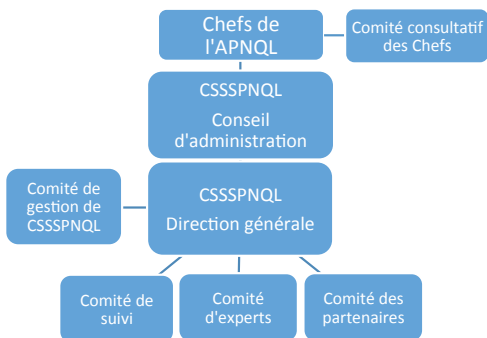 Chefs de
l'APNQL
Comité consultatif
des Chefs
CSSSPNQL
Conseil
d'administration
Comité de
gestion de
CSSSPNQL
CSSSPNQL
Direction générale
Comité de
suivi
Comité
d'experts
Comité des
partenaires